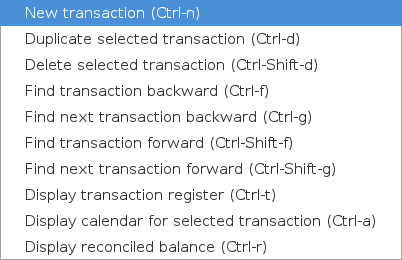 New transaction (Ctrl-n)
Duplicate selected transaction (Ctrl-d)
Delete selected transaction (Ctrl-Shift-d)
Find transaction backward (Ctrl-f)
Find next transaction backward (Ctrl-g)
Find transaction forward (Ctrl-Shift-f)
Find next transaction forward (Ctrl-Shift-g)
Display transaction register (Ctrl-t)
Display calendar for selected transaction (Ctrl-a)
Display reconciled balance (Ctrl-r)